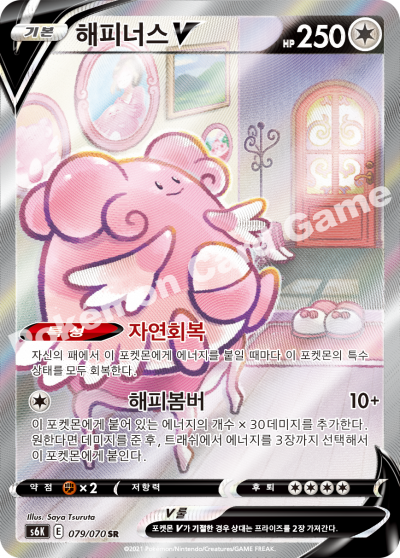 기본 해피너스 V HP 250
Pokémon Card Game
특성 자연회복
자신의 패에서 이 포켓몬에게 에너지를 붙일 때마다 이 포켓몬의 특수
상태를 모두 회복한다.
해피봄버 10+
이 포켓몬에게 붙어 있는 에너지의 개수 × 30데미지를 추가한다.
원한다면 데미지를 준 후, 트래쉬에서 에너지를 3장까지 선택해서
이 포켓몬에게 붙인다.
약점 ×2 저항력 후퇴
Illus. Saya Tsuruta
s6K E 079/070 SR
V 룰
포켓몬 V가 기절한 경우 상대는 프라이즈를 2장 가져간다.
©2021 Pokémon/Nintendo/Creatures/GAME FREAK.